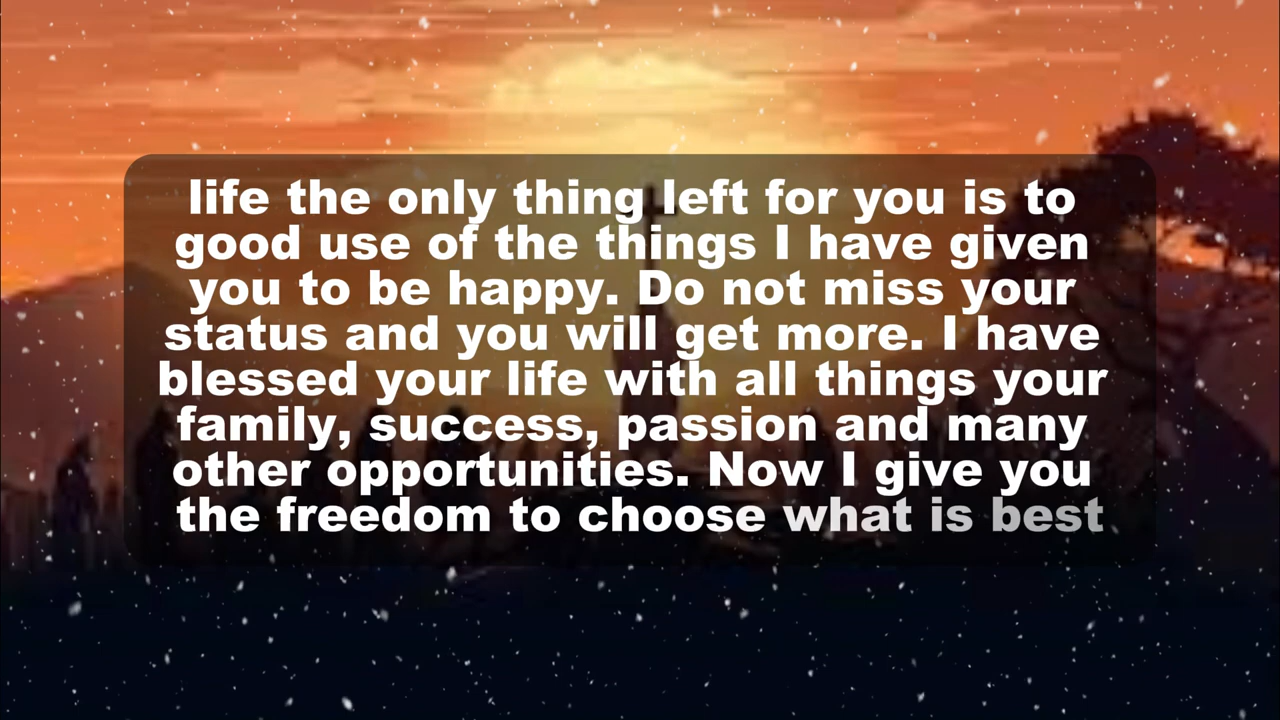 life the only thing left for you is to
good use of the things I have given
you to be happy. Do not miss your
status and you will get more. I have
blessed your life with all things your
family, success, passion and many
other opportunities. Now I give you
the freedom to choose what is best